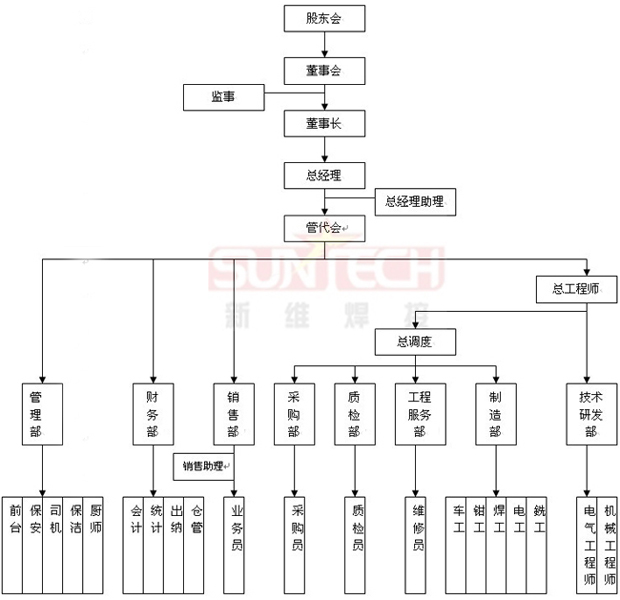 股东会
董事会
监事
董事长
总经理
总经理助理
管代会
SUNTECH
新维焊接
总工程师
总调度
管理部
财务部
销售部
采购部
质检部
工程服务部
制造部
技术研发部
销售助理
前台
保安
司机
保洁
厨师
会计
统计
出纳
仓管
业务员
采购员
质检员
维修员
车工
钳工
焊工
电工
銑工
电气工程师
机械工程师